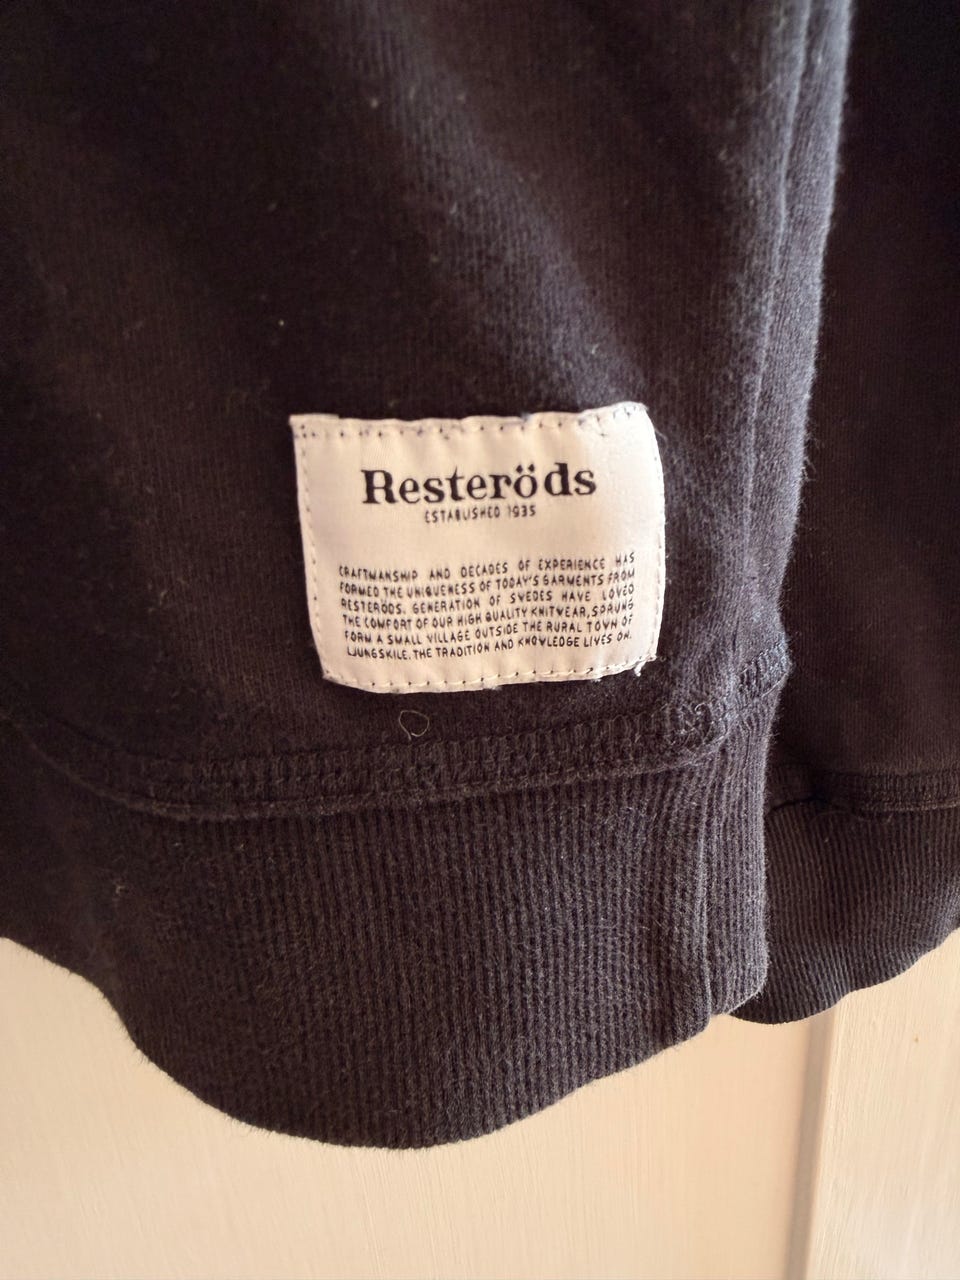 Resteröds
ESTABLISHED 1935
CRAFTMANSHIP AND DECADES OF EXPERIENCE HAS
FORMED THE UNIQUENESS OF TODAY'S GARMENTS FROM
RESTERÖDS. GENERATION OF SWEDES HAVE LOVED
THE COMFORT OF OUR HIGH QUALITY KNITWEAR, SPRUNG
FORM A SMALL VILLAGE OUTSIDE THE RURAL TOWN OF
LJUNGSKILE. THE TRADITION AND KNOWLEDGE LIVES ON.